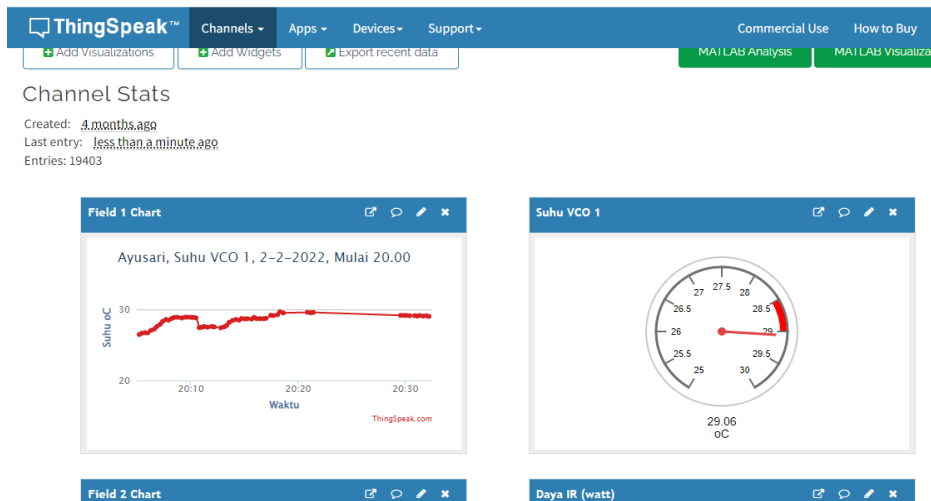 ThingSpeak™ Channels Apps Devices Support Commercial Use How to Buy
Add Visualizations Add Widgets Export recent data MATLAB Analysis MATLAB Visualiza
Channel Stats
Created: 4 months ago
Last entry: less than a minute ago
Entries: 19403
Field 1 Chart
Ayusari, Suhu VCO 1, 2-2-2022, Mulai 20.00
Suhu oC
30
20
20:10 20:20 20:30
Waktu
ThingSpeak.com
Suhu VCO 1
27 27.5 28
26.5 28.5
26 29
25.5 29.5
25 30
29.06
oC
Field 2 Chart
Daya IR (watt)